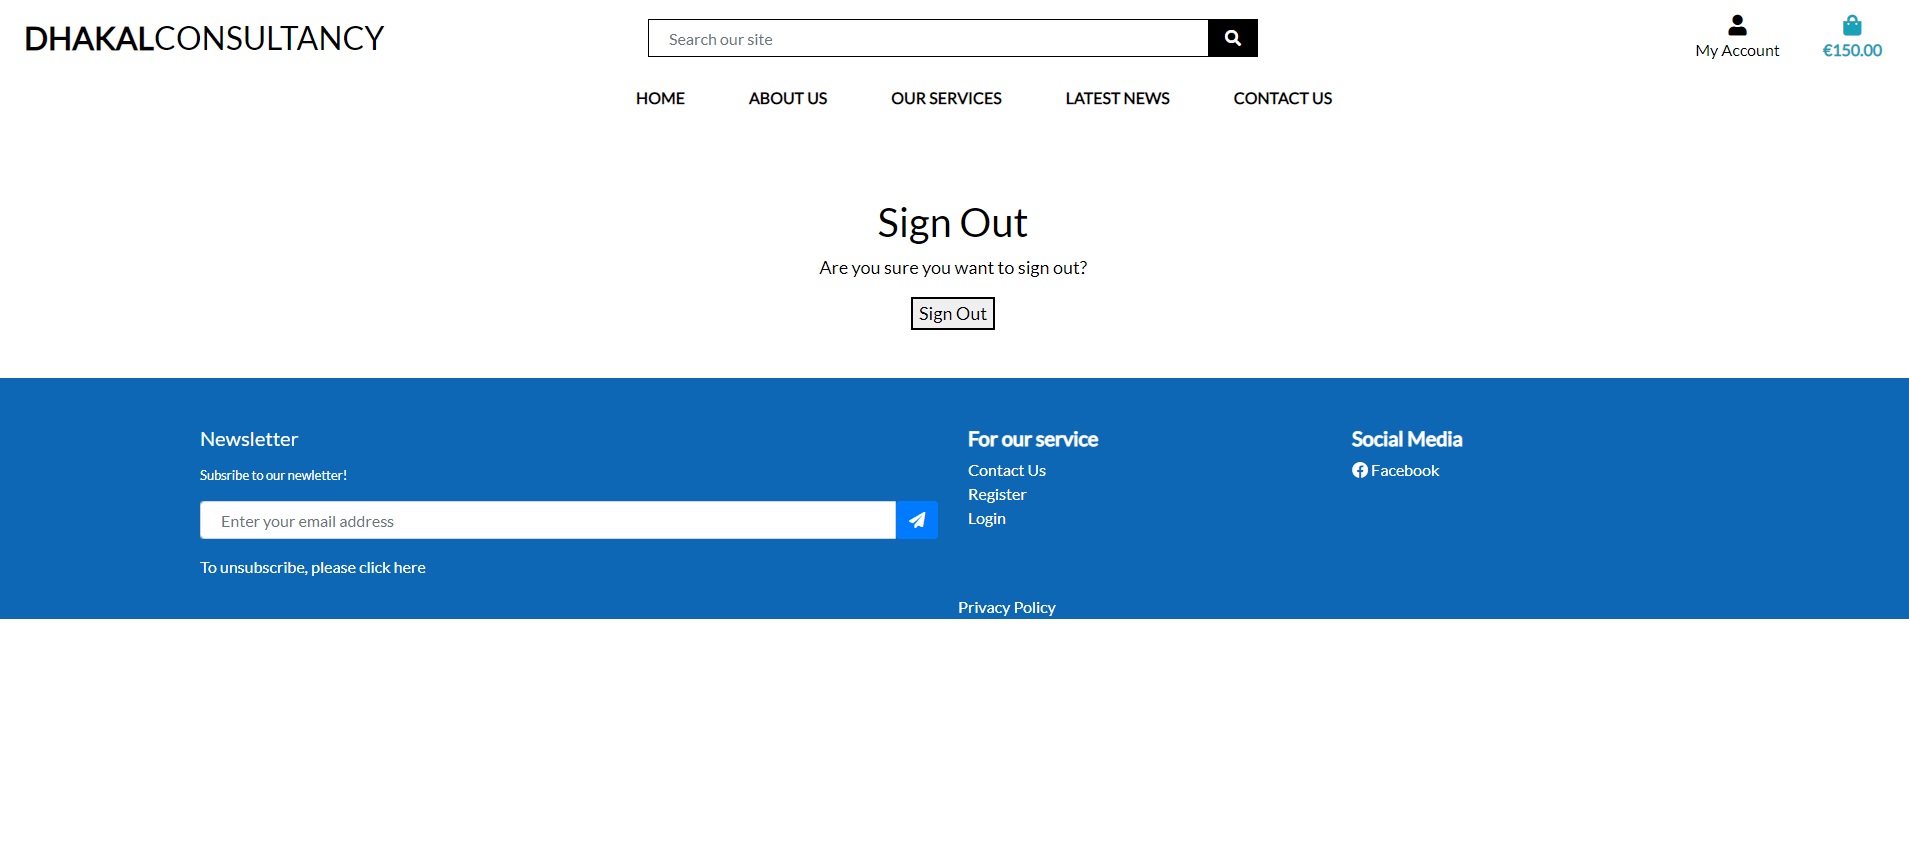 DHAKALCONSULTANCY
Search our site
My Account
€150.00
HOME ABOUT US OUR SERVICES LATEST NEWS CONTACT US
Sign Out
Are you sure you want to sign out?
Sign Out
Newsletter
Subsribe to our newletter!
Enter your email address
To unsubscribe, please click here
For our service
Contact Us
Register
Login
Social Media
Facebook
Privacy Policy